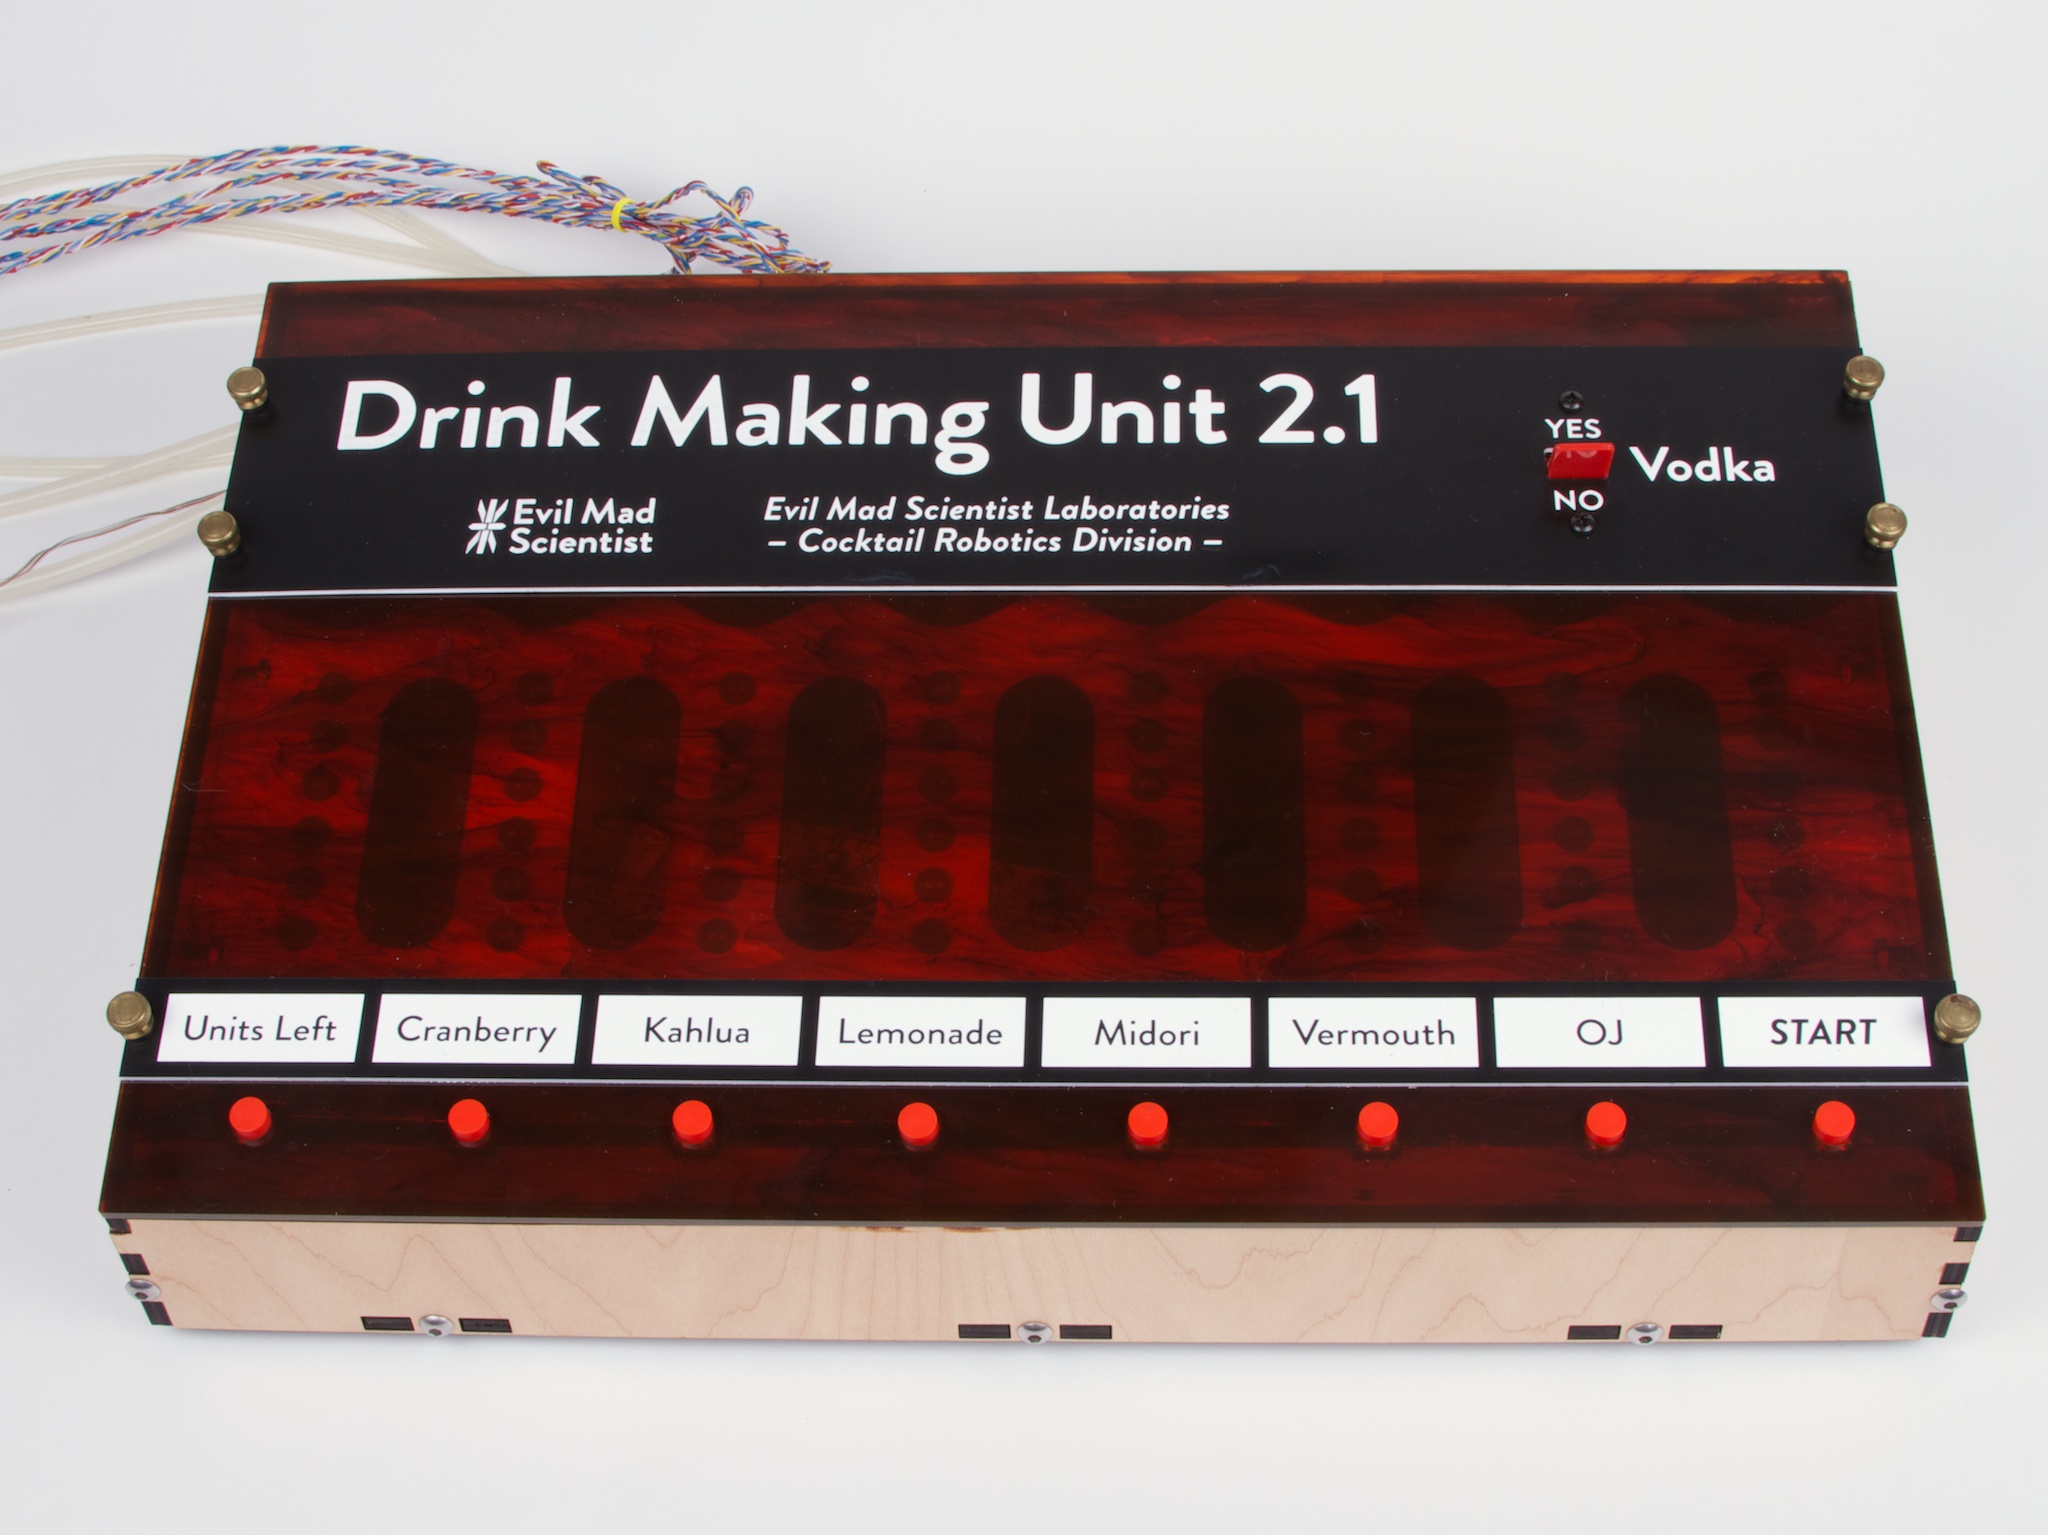 Drink Making Unit 2.1
YES
Vodka
NO
Evil Mad
Scientist
Evil Mad Scientist Laboratories
– Cocktail Robotics Division –
Units Left
Cranberry
Kahlua
Lemonade
Midori
Vermouth
OJ
START